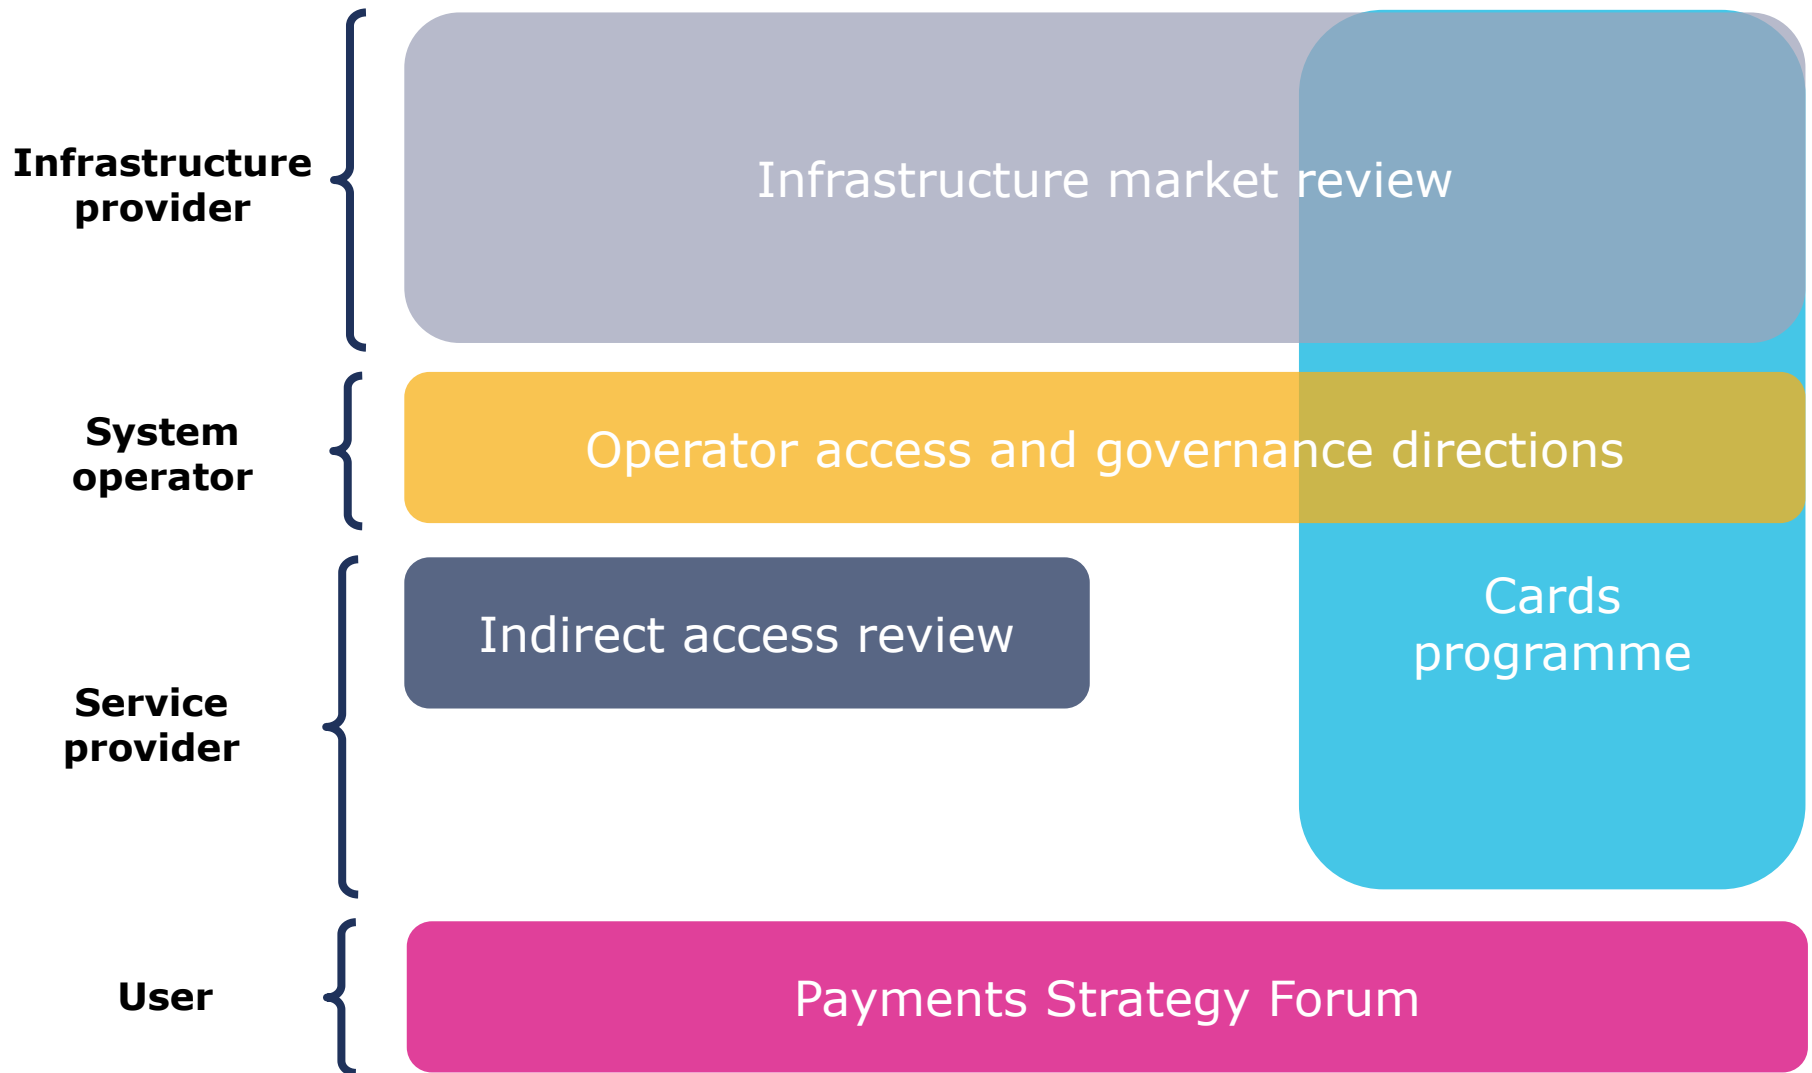 Infrastructure
provider
Infrastructure market review
System
operator
Operator access and governance directions
Service
provider
Indirect access review
Cards
programme
User
Payments Strategy Forum